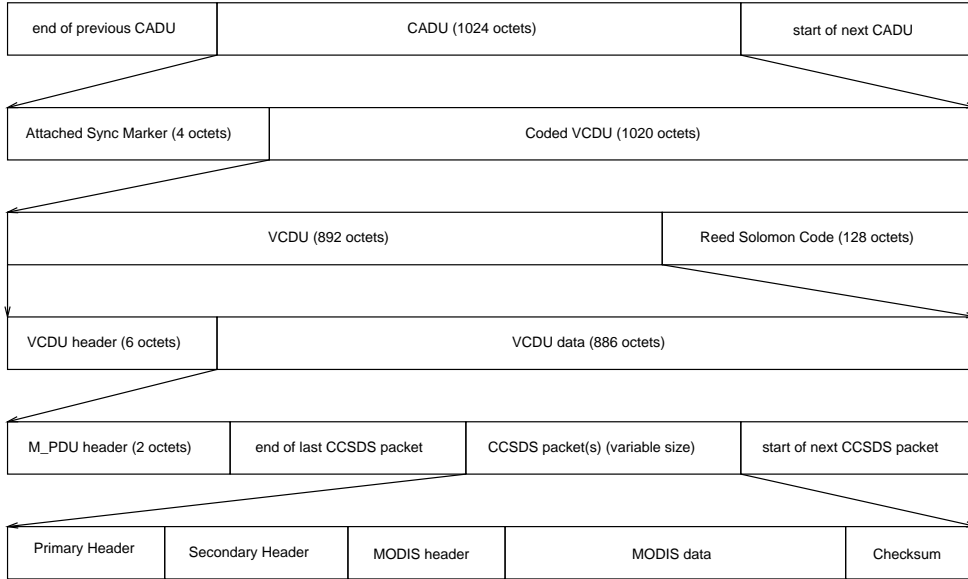 end of previous CADU
CADU (1024 octets)
start of next CADU
Attached Sync Marker (4 octets)
Coded VCDU (1020 octets)
VCDU (892 octets)
Reed Solomon Code (128 octets)
VCDU header (6 octets)
VCDU data (886 octets)
M_PDU header (2 octets)
end of last CCSDS packet
CCSDS packet(s) (variable size)
start of next CCSDS packet
Primary Header
Secondary Header
MODIS header
MODIS data
Checksum